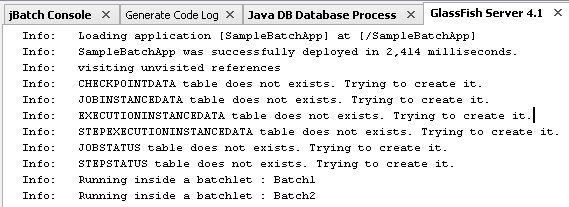 jBatch Console Generate Code Log Java DB Database Process GlassFish Server 4.1
Info: Loading application [SampleBatchApp] at [/SampleBatchApp]
Info: SampleBatchApp was successfully deployed in 2,414 milliseconds.
Info: visiting unvisited references
Info: CHECKPOINTDATA table does not exists. Trying to create it.
Info: JOBINSTANCEDATA table does not exists. Trying to create it.
Info: EXECUTIONINSTANCEDATA table does not exists. Trying to create it.
Info: STEPEXECUTIONINSTANCEDATA table does not exists. Trying to create it.
Info: JOBSTATUS table does not exists. Trying to create it.
Info: STEPSTATUS table does not exists. Trying to create it.
Info: Running inside a batchlet : Batch1
Info: Running inside a batchlet : Batch2